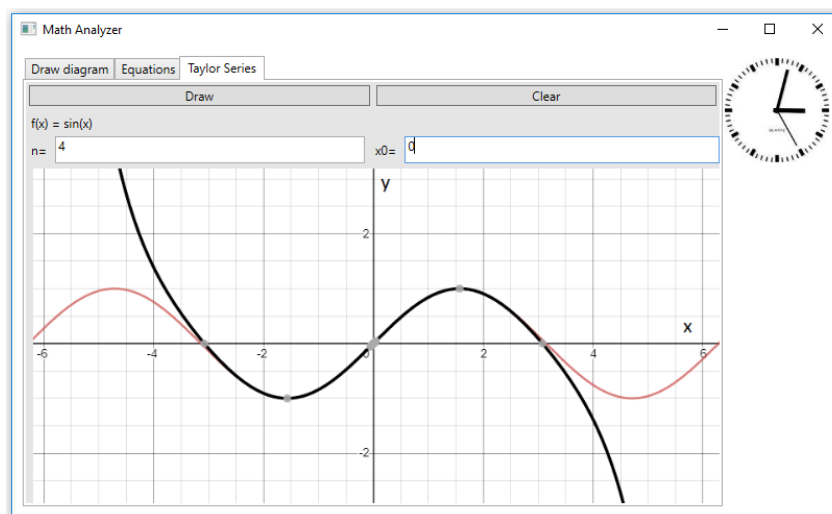 Math Analyzer
Draw diagram Equations Taylor Series
Draw Clear
f(x) = sin(x)
n= 4 x0= 0
y
2
x
-6 -4 -2 0 2 4 6
-2